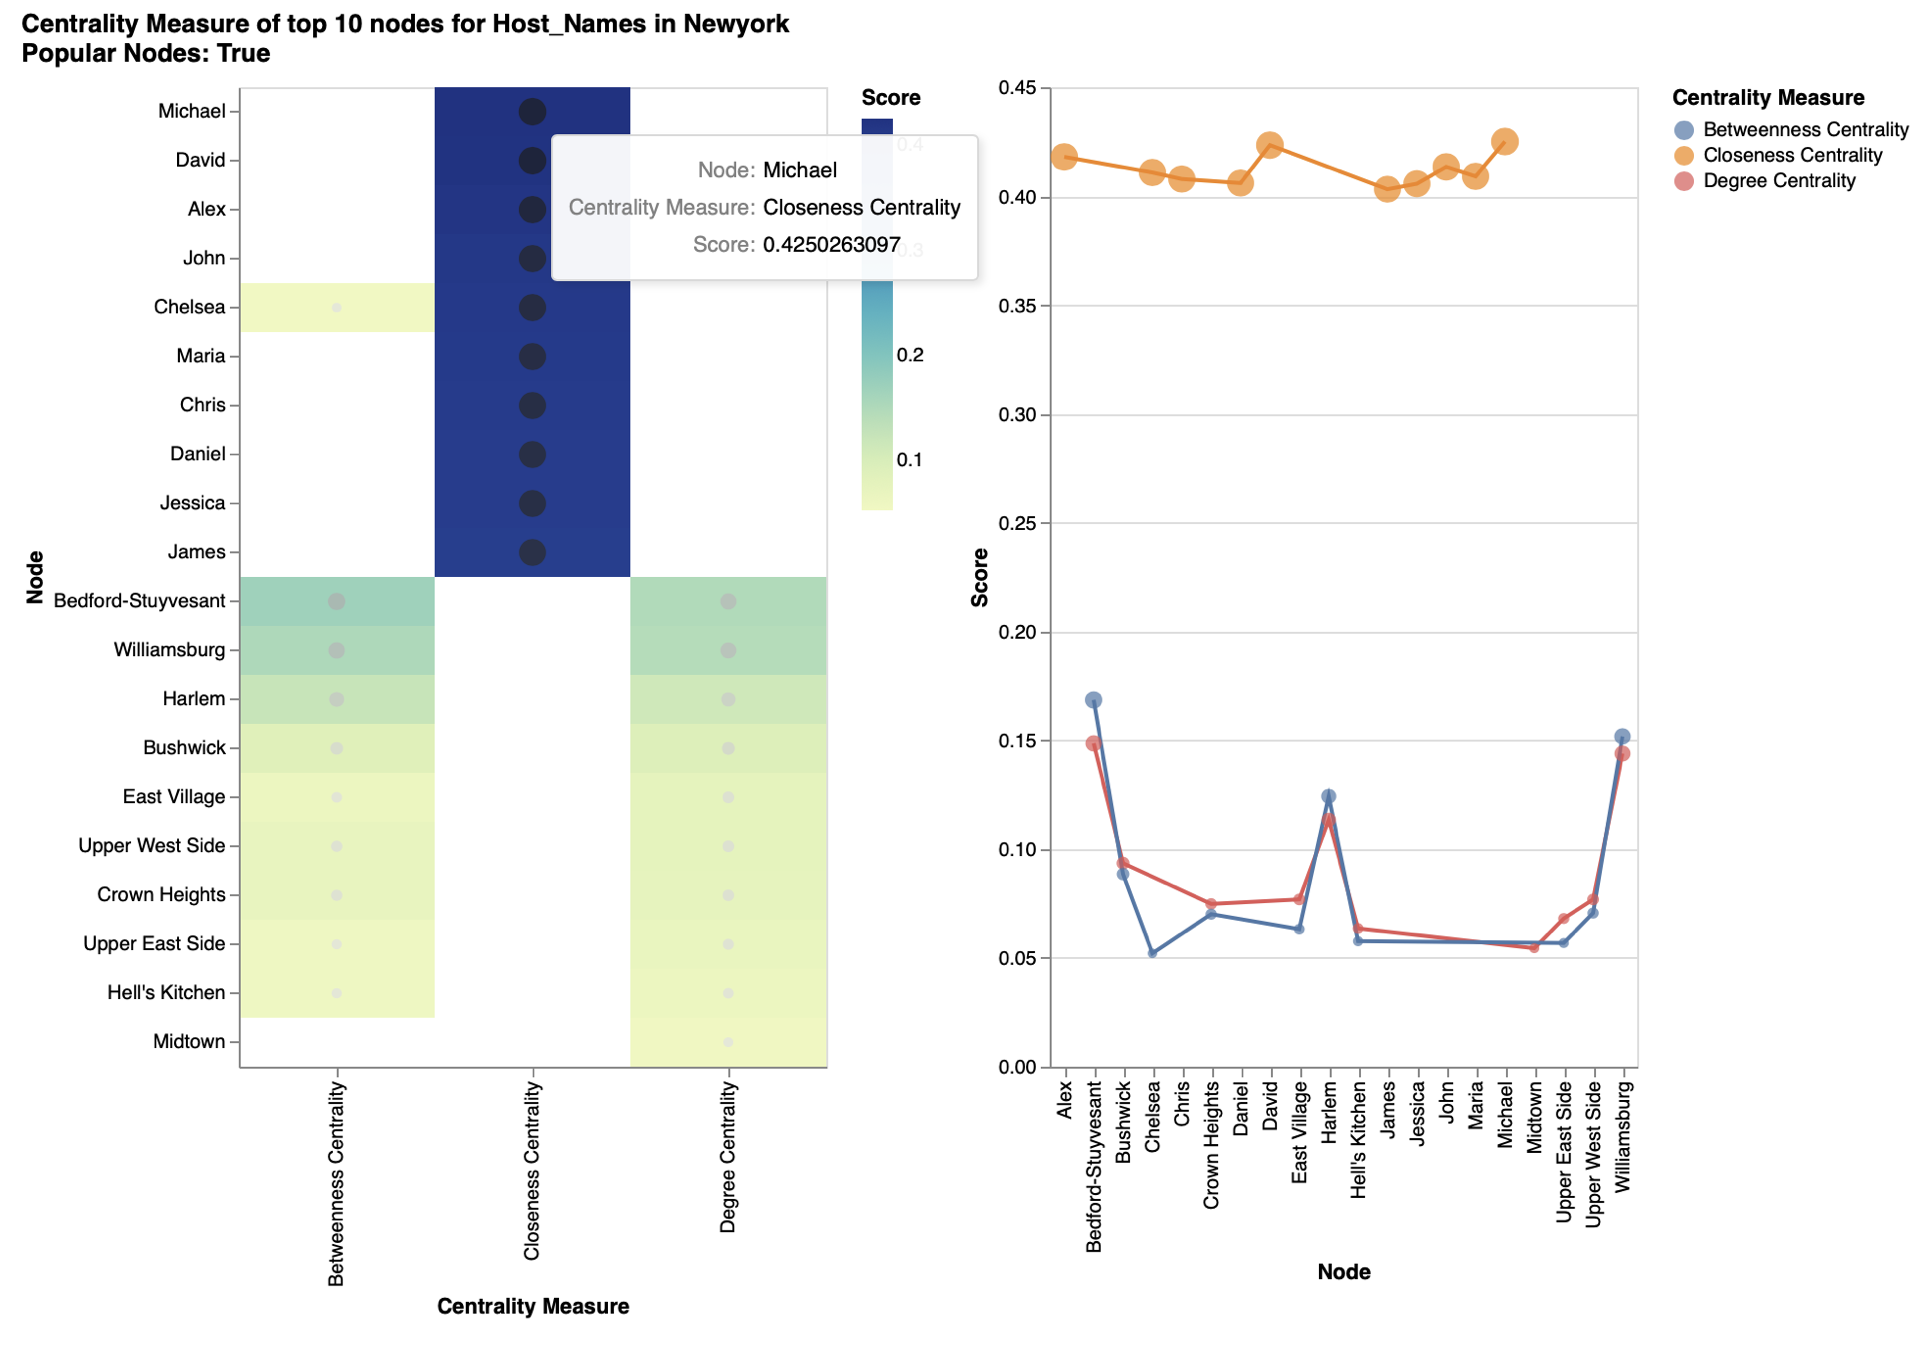 Centrality Measure of top 10 nodes for Host_Names in Newyork
Popular Nodes: True
Michael
David
Alex
John
Chelsea
Maria
Chris
Daniel
Jessica
James
Bedford-Stuyvesant
Williamsburg
Harlem
Bushwick
East Village
Upper West Side
Crown Heights
Upper East Side
Hell's Kitchen
Midtown
Node
Betweenness Centrality
Closeness Centrality
Degree Centrality
Centrality Measure
Node: Michael
Centrality Measure: Closeness Centrality
Score: 0.4250263097
Score
0.4
0.3
0.2
0.1
0.45
0.40
0.35
0.30
0.25
0.20
0.15
0.10
0.05
0.00
Score
Alex
Bedford-Stuyvesant
Bushwick
Chelsea
Chris
Crown Heights
Daniel
David
East Village
Harlem
Hell's Kitchen
James
Jessica
John
Maria
Michael
Midtown
Upper East Side
Upper West Side
Williamsburg
Node
Centrality Measure
Betweenness Centrality
Closeness Centrality
Degree Centrality